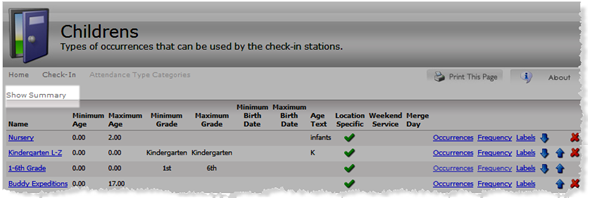 Childrens
Types of occurrences that can be used by the check-in stations.
Home Check-In Attendance Type Categories Print This Page About
Show Summary
Name Minimum Age Maximum Age Minimum Grade Maximum Grade Minimum Birth Date Maximum Birth Date Age Text Location Specific Weekend Service Merge Day
Nursery 0.00 2.00 infants Occurrences Frequency Labels
Kindergarten L-Z 0.00 0.00 Kindergarten Kindergarten K Occurrences Frequency Labels
1-6th Grade 0.00 0.00 1st 6th Occurrences Frequency Labels
Buddy Expeditions 0.00 17.00 Occurrences Frequency Labels